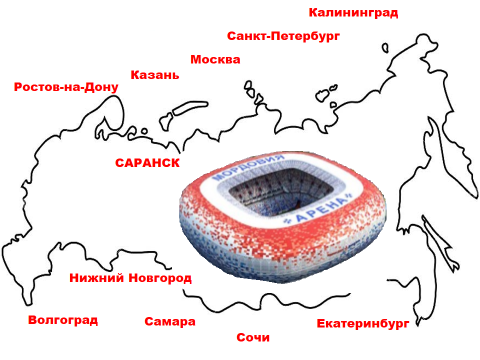 Калининград
Санкт-Петербург
Москва
Казань
Ростов-на-Дону
САРАНСК
МОРДОВИЯ
АРЕНА
Нижний Новгород
Волгоград
Самара
Екатеринбург
Сочи